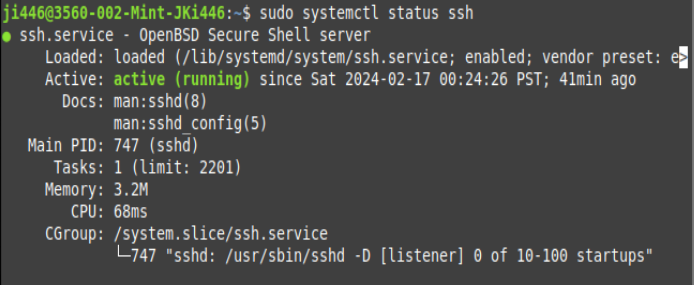 ji446@3560-002-Mint-JKi446:~$ sudo systemctl status ssh
● ssh.service - OpenBSD Secure Shell server
Loaded: loaded (/lib/systemd/system/ssh.service; enabled; vendor preset: e>
Active: active (running) since Sat 2024-02-17 00:24:26 PST; 41min ago
Docs: man:sshd(8)
man:sshd_config(5)
Main PID: 747 (sshd)
Tasks: 1 (limit: 2201)
Memory: 3.2M
CPU: 68ms
CGroup: /system.slice/ssh.service
└─747 "sshd: /usr/sbin/sshd -D [listener] 0 of 10-100 startups"